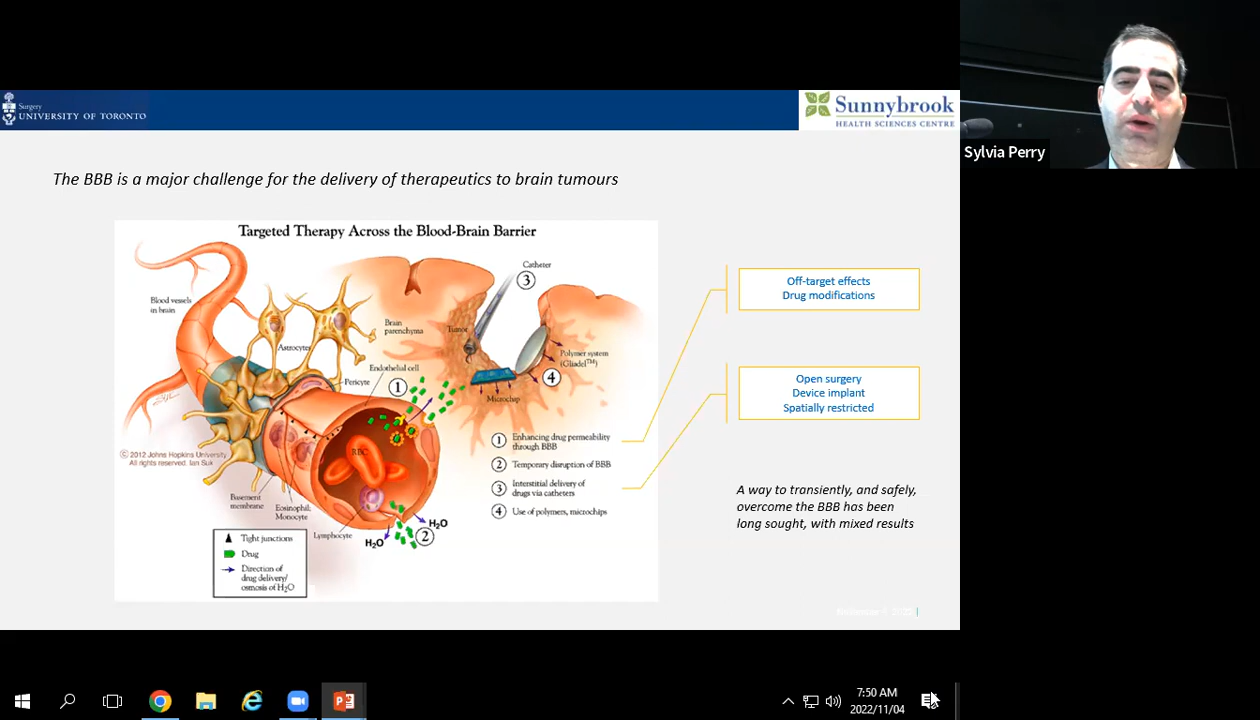 Surgery
UNIVERSITY OF TORONTO
Sunnybrook
HEALTH SCIENCES CENTRE
Sylvia Perry
The BBB is a major challenge for the delivery of therapeutics to brain tumours
Targeted Therapy Across the Blood-Brain Barrier
Catheter
3
Blood vessels
in brain
Brain
parenchyma
Tumor
Astrocytes
Polymer system
(Gliadel™)
Endothelial cell
Pericyte
1
4
Microchip
RBC
1 Enhancing drug permeability
through BBB
2 Temporary disruption of BBB
3 Interstitial delivery of
drugs via catheters
4 Use of polymers, microchips
© 2012 Johns Hopkins University
All rights reserved. Ian Suk
Basement
membrane
Eosinophil;
Monocyte
Lymphocyte
H₂O
H₂O
2
Tight junctions
Drug
Direction of
drug delivery/
osmosis of H₂O
Off-target effects
Drug modifications
Open surgery
Device implant
Spatially restricted
A way to transiently, and safely,
overcome the BBB has been
long sought, with mixed results
7:50 AM
2022/11/04